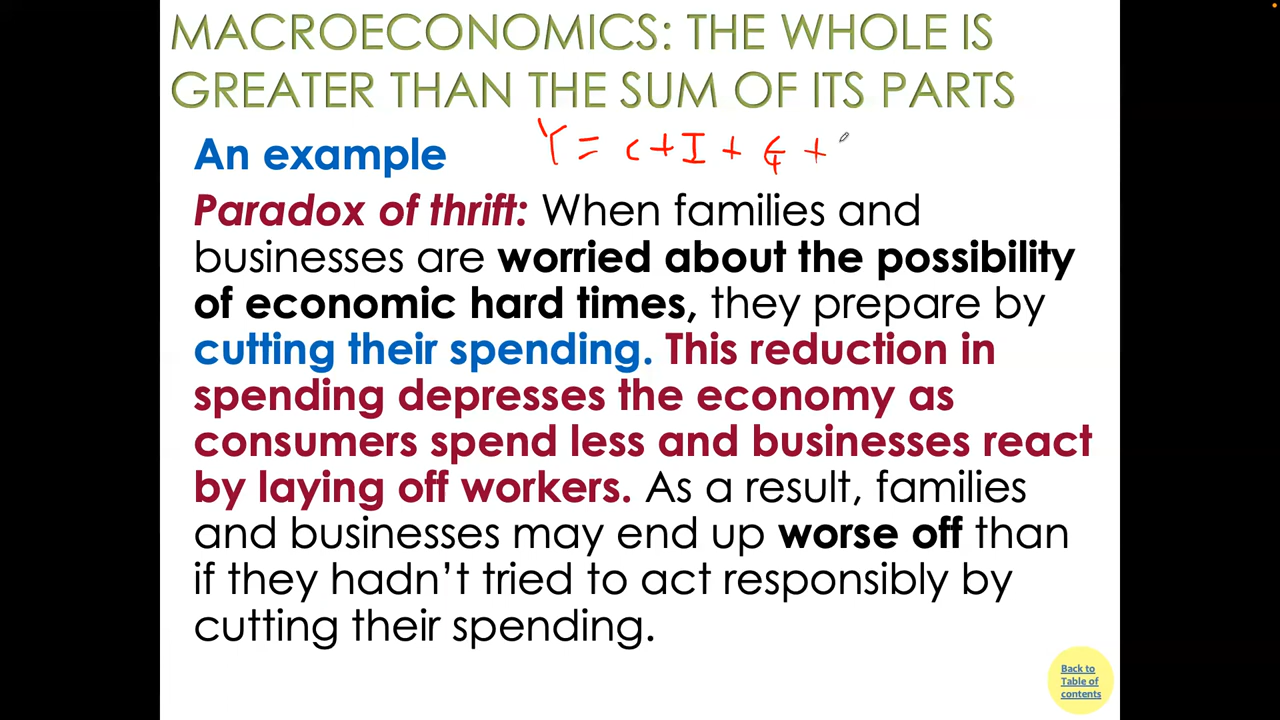 MACROECONOMICS: THE WHOLE IS
GREATER THAN THE SUM OF ITS PARTS
An example
Y = C + I + G +
Paradox of thrift: When families and
businesses are worried about the possibility
of economic hard times, they prepare by
cutting their spending. This reduction in
spending depresses the economy as
consumers spend less and businesses react
by laying off workers. As a result, families
and businesses may end up worse off than
if they hadn’t tried to act responsibly by
cutting their spending.
Back to
Table of
contents